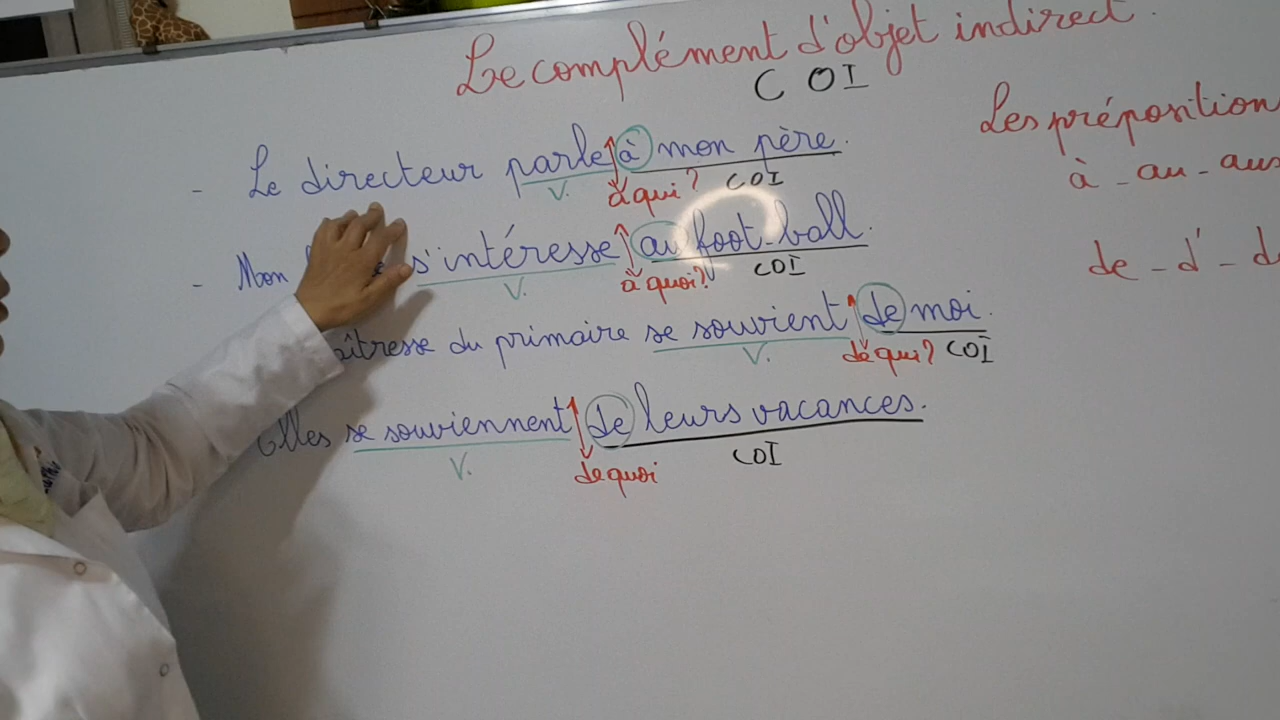 Le complément d'objet indirect.
COI
Les préposition
à - au - aux
de - d' -
- Le directeur parle à mon père.
V. à qui? COI
- Mon s'intéresse au foot-ball.
V. à quoi? COI
du primaire se souvient de moi.
V. de qui? COI
Elles se souviennent de leurs vacances.
V. de quoi COI